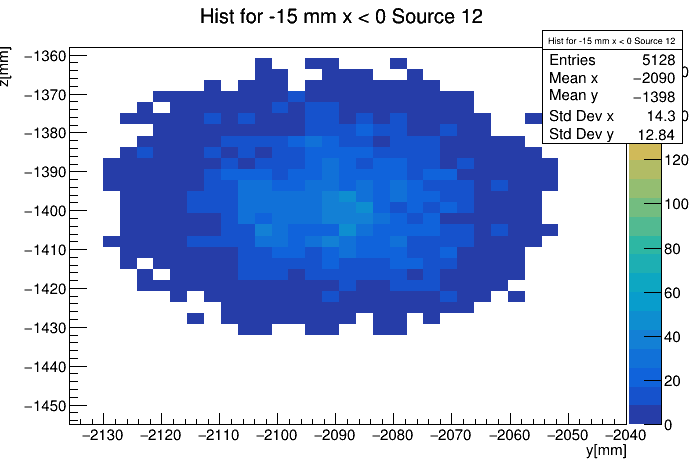 Hist for -15 mm x < 0 Source 12
Hist for -15 mm x < 0 Source 12
Entries 5128
Mean x −2090
Mean y −1398
Std Dev x 14.3
Std Dev y 12.84
z[mm]
−1360
−1370
−1380
−1390
−1400
−1410
−1420
−1430
−1440
−1450
120
100
80
60
40
20
0
−2130 −2120 −2110 −2100 −2090 −2080 −2070 −2060 −2050 −2040
y[mm]